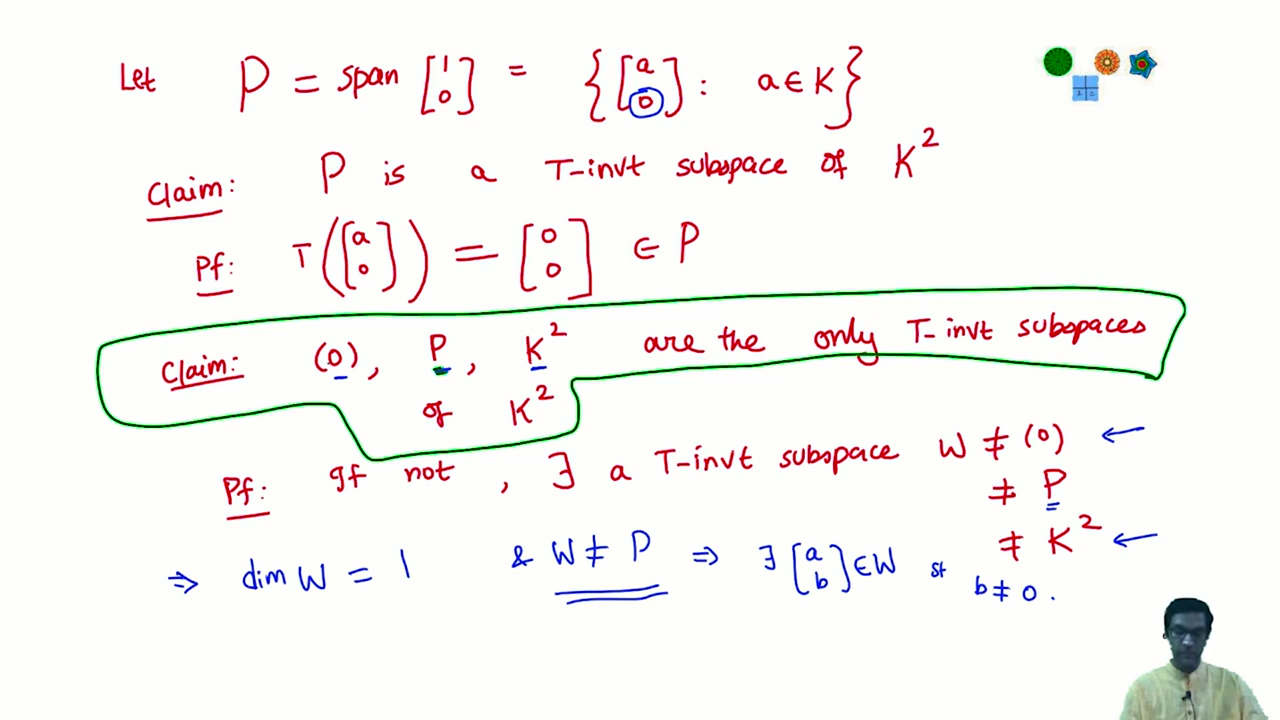 Let P = span [1 0] = { [a 0] : a ∈ K }
Claim: P is a T-invt subspace of K²
Pf: T([a 0]) = [0 0] ∈ P
Claim: (0), P, K² are the only T-invt subspaces
of K²
Pf: If not, ∃ a T-invt subspace W ≠ (0) ←
≠ P
≠ K² ←
⇒ dim W = 1 & W ≠ P ⇒ ∃ [a b] ∈ W st b ≠ 0.